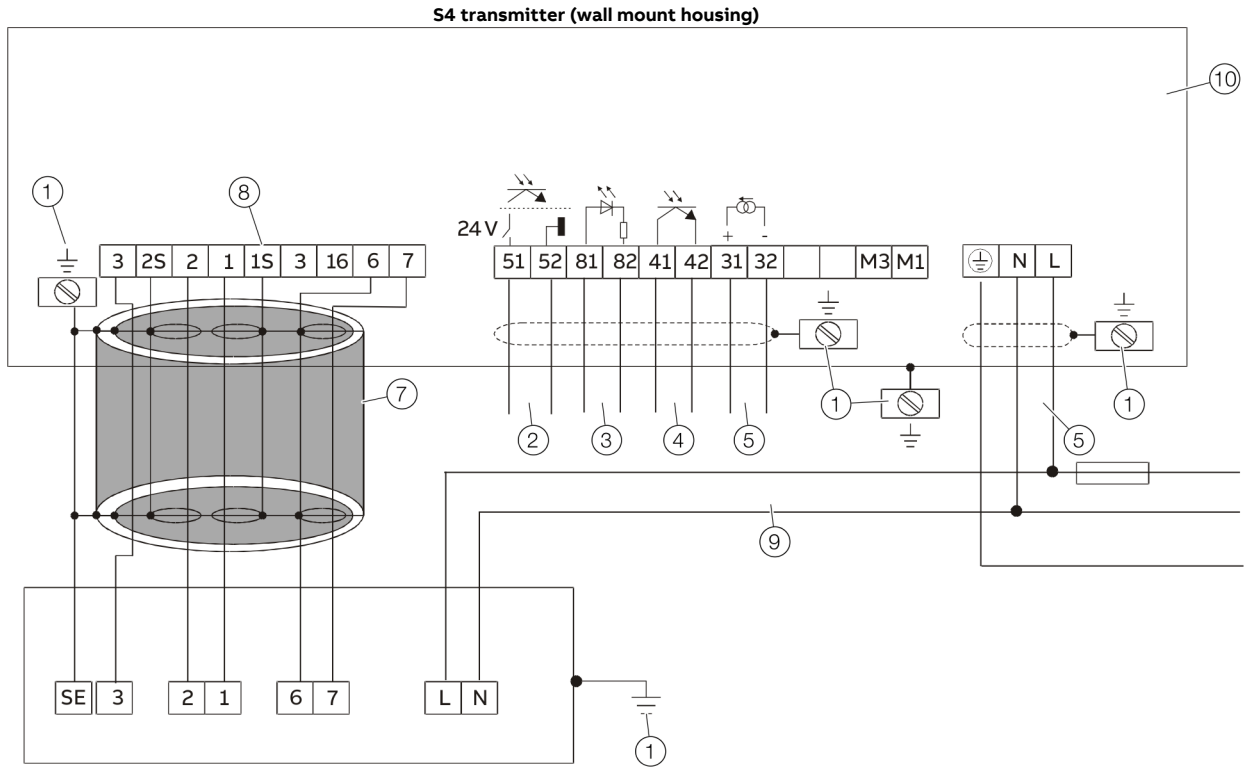 S4 transmitter (wall mount housing)
10
1
8
24 V
+ -
3 2S 2 1 1S 3 16 6 7
51 52 81 82 41 42 31 32 M3 M1
N L
7
1
1
2 3 4 5
5
9
SE 3 2 1 6 7 L N
1